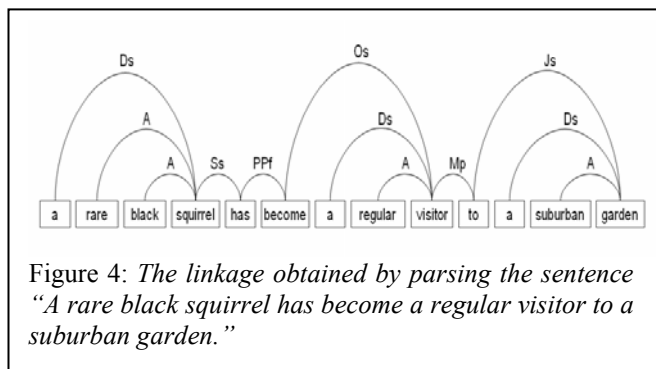 Os
Ds Js
A Ds Ds
A Ss PPf A Mp A
a rare black squirrel has become a regular visitor to a suburban garden
Figure 4: The linkage obtained by parsing the sentence
“A rare black squirrel has become a regular visitor to a
suburban garden.”